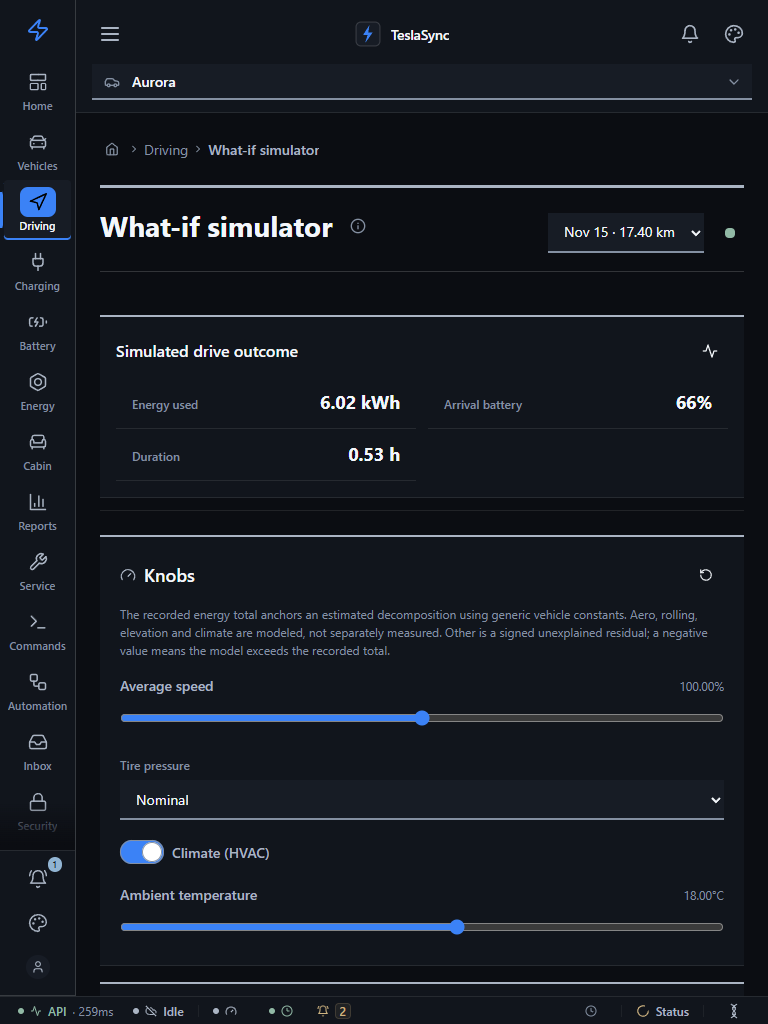 TeslaSync
Aurora
Home
Vehicles
Driving
Charging
Battery
Energy
Cabin
Reports
Service
Commands
Automation
Inbox
Security
1
Driving
What-if simulator
What-if simulator
Nov 15 · 17.40 km
Simulated drive outcome
Energy used 6.02 kWh
Arrival battery 66%
Duration 0.53 h
Knobs
The recorded energy total anchors an estimated decomposition using generic vehicle constants. Aero, rolling,
elevation and climate are modeled, not separately measured. Other is a signed unexplained residual; a negative
value means the model exceeds the recorded total.
Average speed 100.00%
Tire pressure
Nominal
Climate (HVAC)
Ambient temperature 18.00°C
API · 259ms Idle 2 Status